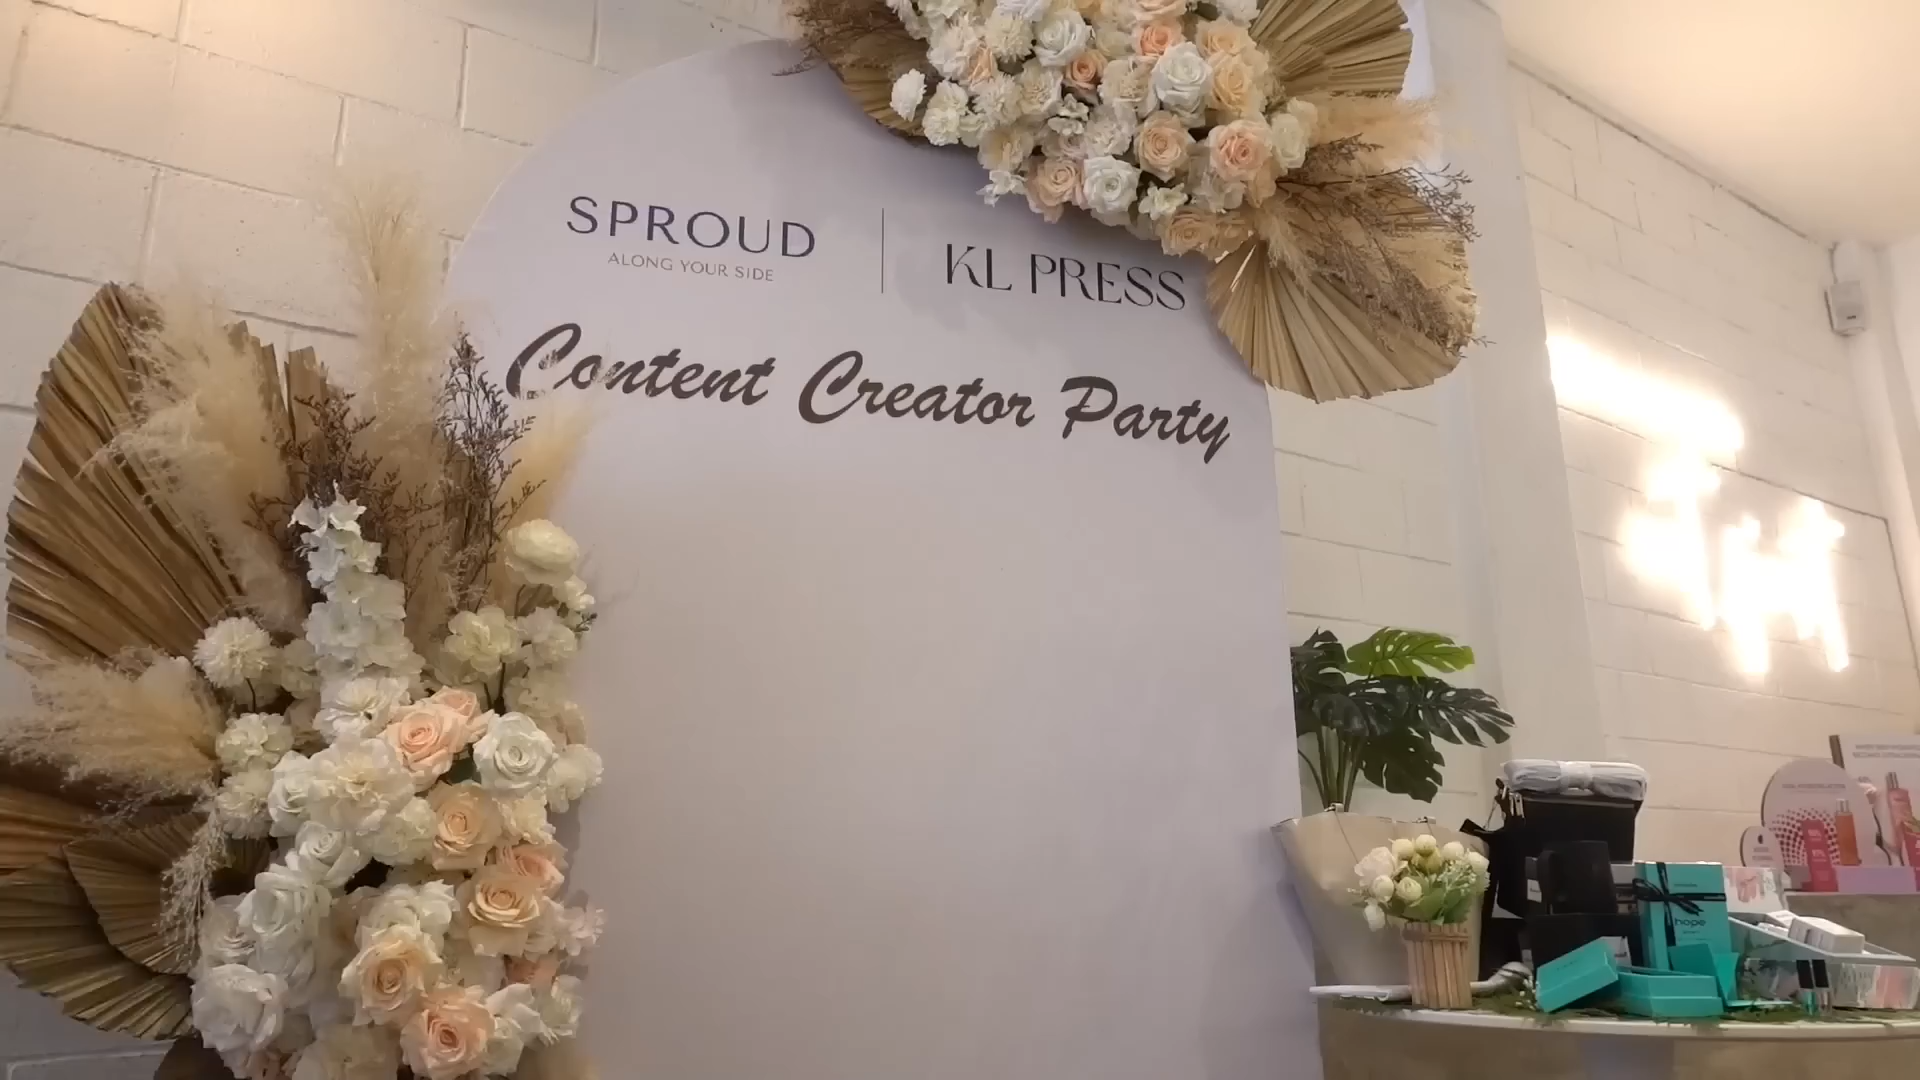 SPROUD
ALONG YOUR SIDE
KL PRESS
Content Creator Party
hope